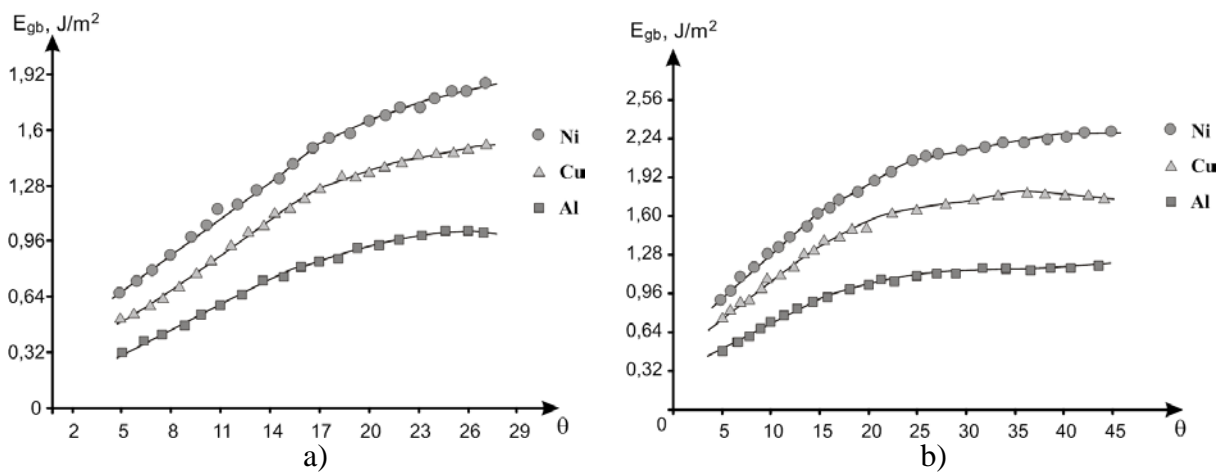 E_gb, J/m²
1,92
1,6
1,28
0,96
0,64
0,32
0
2 5 8 11 14 17 20 23 26 29 θ
Ni
Cu
Al
a)
E_gb, J/m²
2,56
2,24
1,92
1,60
1,28
0,96
0,64
0,32
0
5 10 15 20 25 30 35 40 45 θ
Ni
Cu
Al
b)